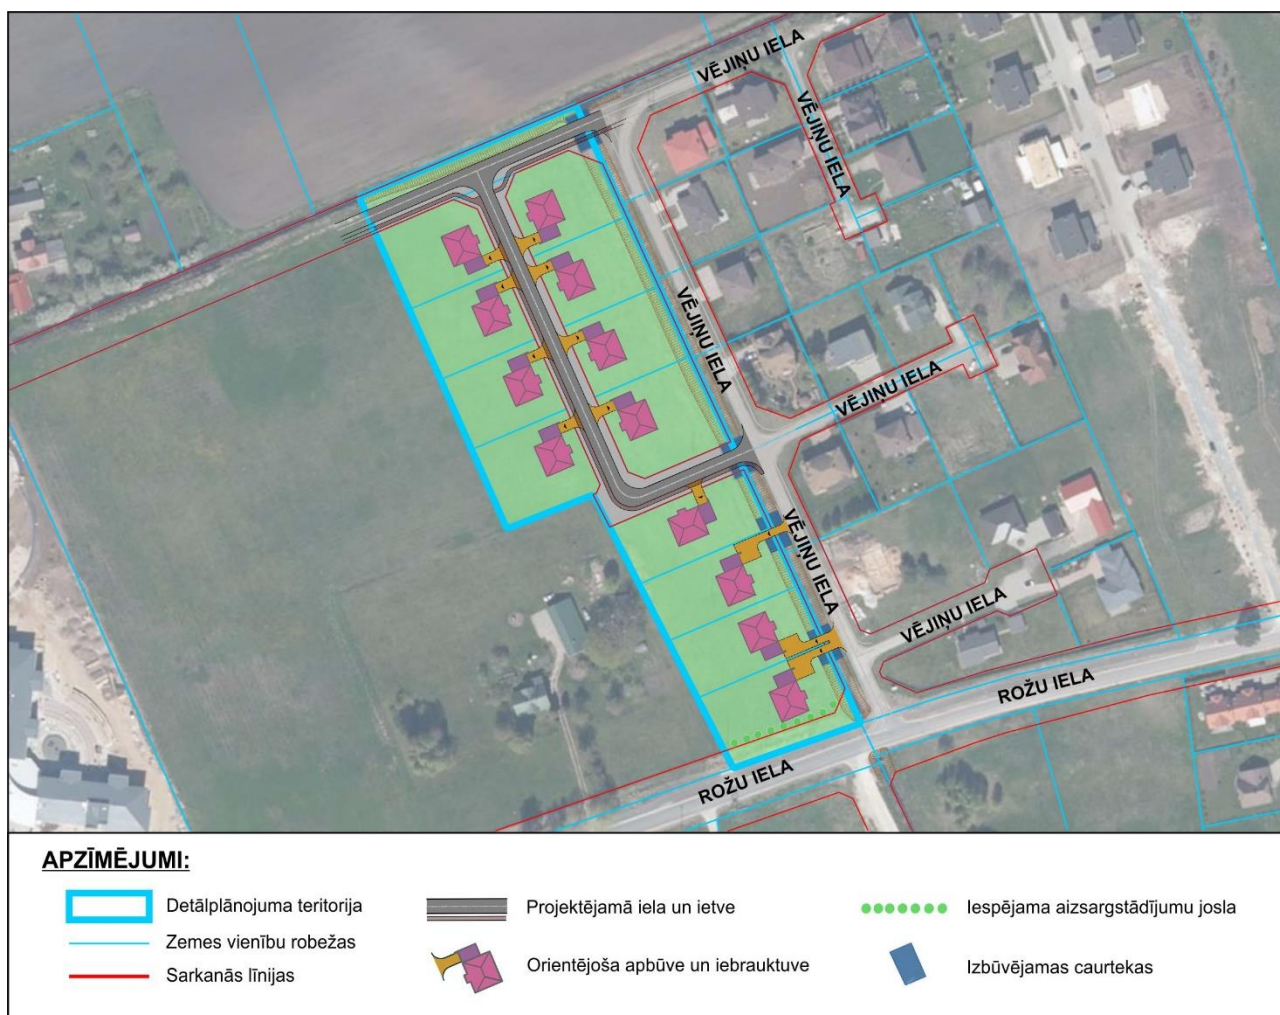 VĒJIŅU IELA
VĒJIŅU IELA
VĒJIŅU IELA
VĒJIŅU IELA
VĒJIŅU IELA
VĒJIŅU IELA
ROŽU IELA
ROŽU IELA
APZĪMĒJUMI:
Detālplānojuma teritorija
Zemes vienību robežas
Sarkanās līnijas
Projektējamā iela un ietve
Orientējoša apbūve un iebrauktuve
Iespējama aizsargstādījumu josla
Izbūvējamas caurtekas